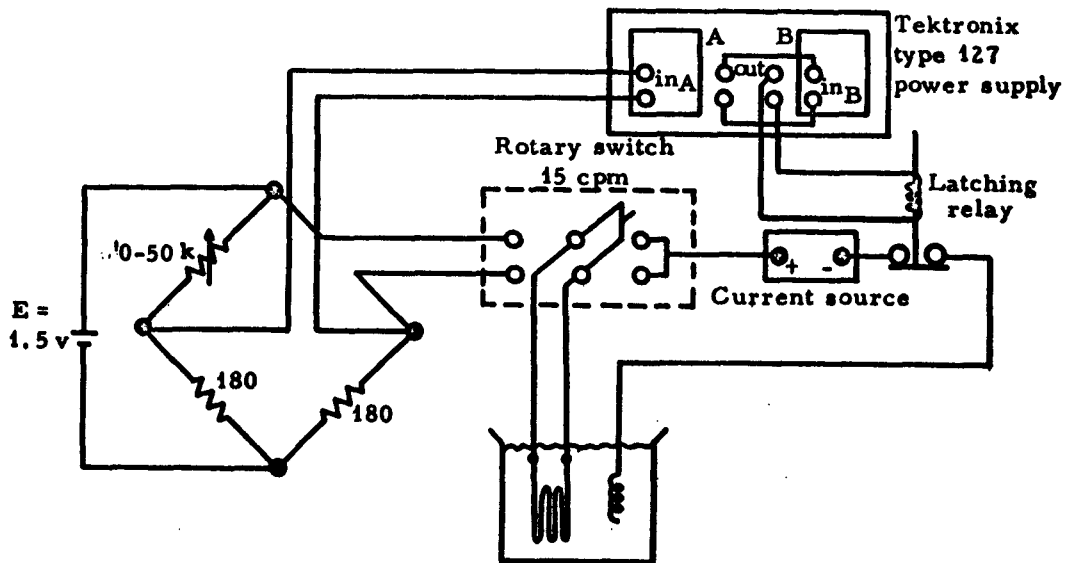 Tektronix
type 127
power supply
A
B
out
in A
in B
Rotary switch
15 cpm
Latching
relay
0-50 k
+
-
Current source
E =
1.5 v
180
180